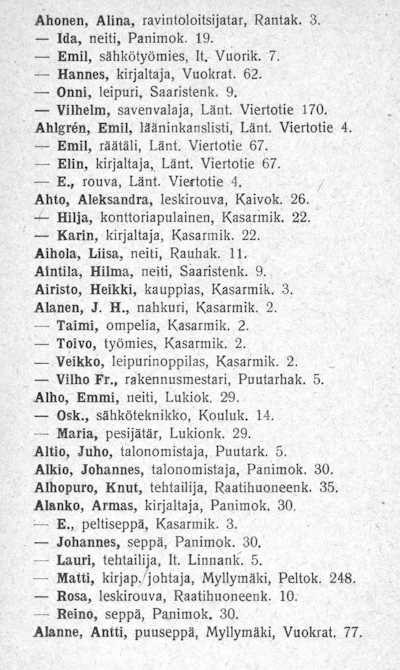 Ahonen, Alina, ravintoloitsijatar, Rantak. 3.
— Ida, neiti, Panimok. 19.
— Emil, sähkötyömies, It. Vuorik. 7.
— Hannes, kirjaltaja, Vuokrat. 62.
— Onni, leipuri, Saaristenk. 9.
— Vilhelm, savenvalaja, Länt. Viertotie 170.
Ahlgrén, Emil, lääninkanslisti, Länt. Viertotie 4.
— Emil, räätäli, Länt. Viertotie 67.
— Elin, kirjaltaja, Länt. Viertotie 67.
— E., rouva, Länt. Viertotie 4.
Ahto, Aleksandra, leskirouva, Kaivok. 26.
— Hilja, konttoriapulainen, Kasarmik. 22.
— Karin, kirjaltaja, Kasarmik. 22.
Aihola, Liisa, neiti, Rauhak. 11.
Aintila, Hilma, neiti, Saaristenk. 9.
Airisto, Heikki, kauppias, Kasarmik. 3.
Alanen, J. H., nahkuri, Kasarmik. 2.
— Taimi, ompelia, Kasarmik. 2.
— Toivo, työmies, Kasarmik. 2.
— Veikko, leipurinoppilas, Kasarmik. 2.
— Vilho Fr., rakennusmestari, Puutarhak. 5.
Alho, Emmi, neiti, Lukiok. 29.
— Osk., sähköteknikko, Kouluk. 14.
— Maria, pesijätär, Lukionk. 29.
Altio, Juho, talonomistaja, Puutark. 5.
Alkio, Johannes, talonomistaja, Panimok. 30.
Alhopuro, Knut, tehtailija, Raatihuoneenk. 35.
Alanko, Armas, kirjaltaja, Panimok. 30.
— E., peltiseppä, Kasarmik. 3.
— Johannes, seppä, Panimok. 30.
— Lauri, tehtailija, It. Linnank. 5.
— Matti, kirjap. johtaja, Myllymäki, Peltok. 248.
— Rosa, leskirouva, Raatihuoneenk. 10.
— Reino, seppä, Panimok. 30.
Alanne, Antti, puuseppä, Myllymäki, Vuokrat. 77.